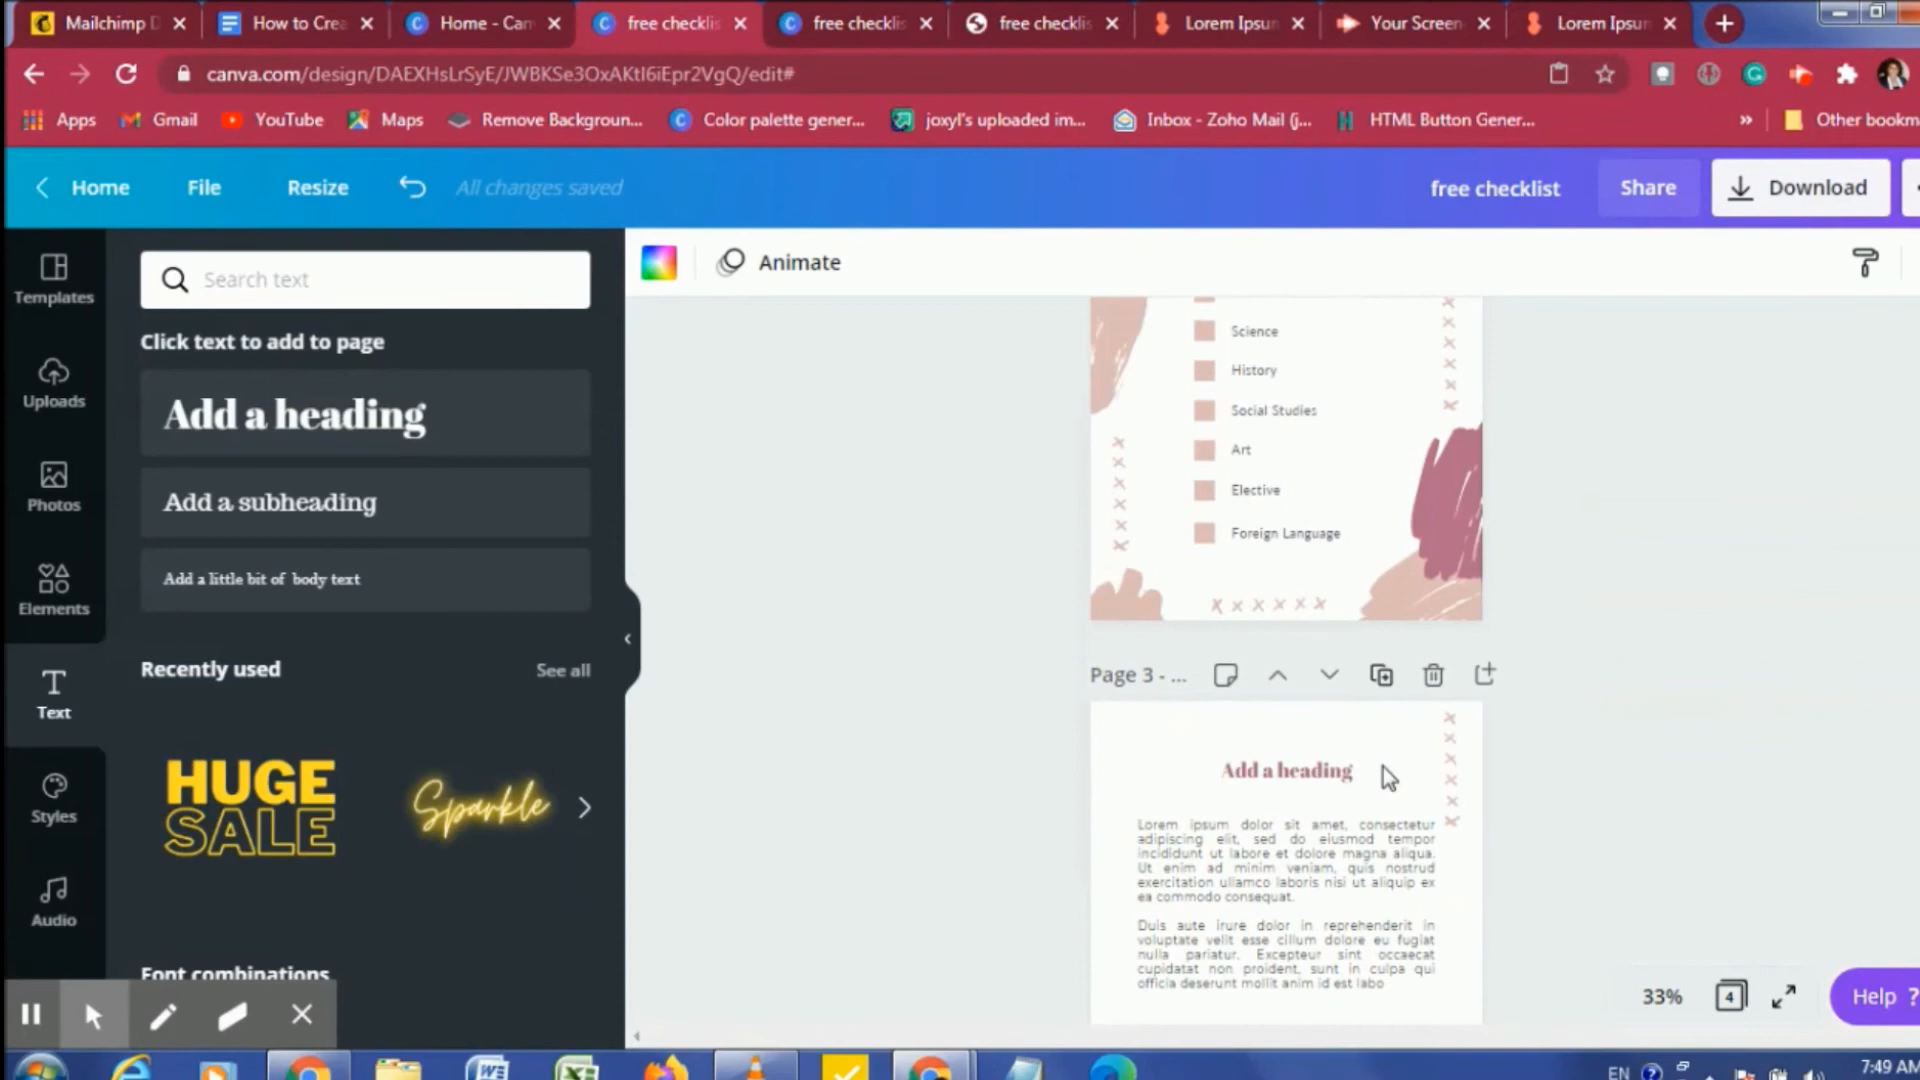 Mailchimp D
How to Crea
Home - Can
free checklis
free checklis
free checklis
Lorem Ipsun
Your Screen
Lorem Ipsun
canva.com/design/DAEXHsLrSyE/JWBKSe3OxAKtI6iEpr2VgQ/edit#
Apps
Gmail
YouTube
Maps
Remove Backgroun...
Color palette gener...
joxyl's uploaded im...
Inbox - Zoho Mail (j...
HTML Button Gener...
»
Other bookm
Home
File
Resize
All changes saved
free checklist
Share
Download
Templates
Uploads
Photos
Elements
Text
Styles
Audio
Search text
Click text to add to page
Add a heading
Add a subheading
Add a little bit of body text
Recently used
See all
HUGE
SALE
Sparkle
Font combinations
Animate
Science
History
Social Studies
Art
Elective
Foreign Language
Page 3 - ...
Add a heading
Lorem ipsum dolor sit amet, consectetur
adipiscing elit, sed do eiusmod tempor
incididunt ut labore et dolore magna aliqua.
Ut enim ad minim veniam, quis nostrud
exercitation ullamco laboris nisi ut aliquip ex
ea commodo consequat.
Duis aute irure dolor in reprehenderit in
voluptate velit esse cillum dolore eu fugiat
nulla pariatur. Excepteur sint occaecat
cupidatat non proident, sunt in culpa qui
officia deserunt mollit anim id est labo
33%
4
Help ?
EN
7:49 AM